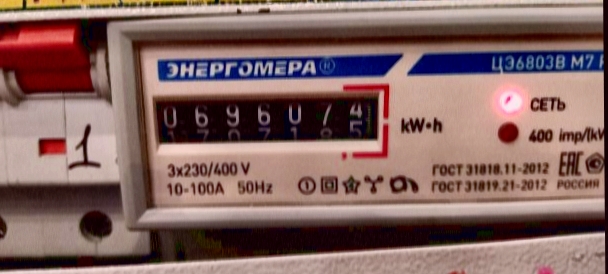 ЭНЕРГОМЕРА®
ЦЭ6803В М7
0696074
kW•h
СЕТЬ
400 imp/(kW
3x230/400 V
10-100A 50Hz
ГОСТ 31818.11-2012
ГОСТ 31819.21-2012
EAC
РОССИЯ
1